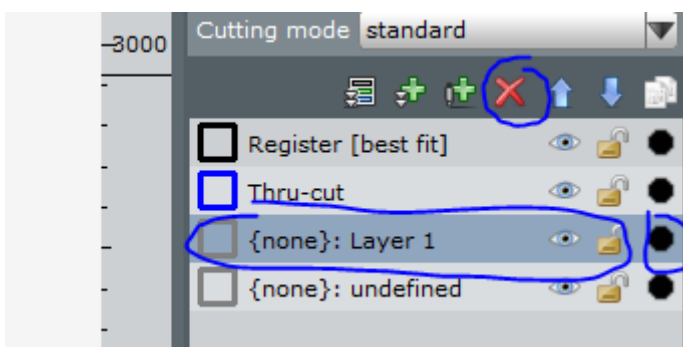 Cutting mode standard
3000
Register [best fit]
Thru-cut
{none}: Layer 1
{none}: undefined